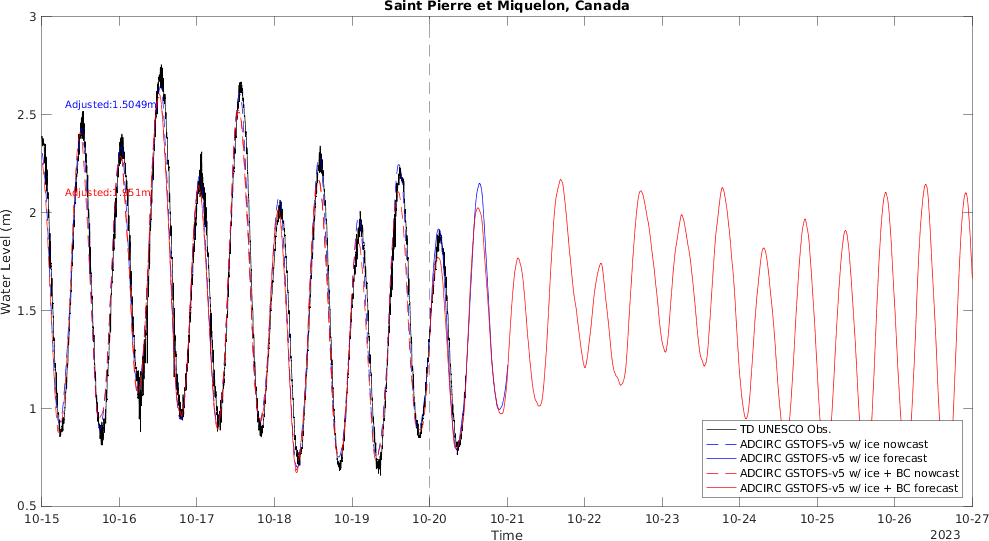 Saint Pierre et Miquelon, Canada
3
2.5
2
1.5
1
0.5
Water Level (m)
Adjusted:1.5049m
Adjusted:1.951m
TD UNESCO Obs.
ADCIRC GSTOFS-v5 w/ ice nowcast
ADCIRC GSTOFS-v5 w/ ice forecast
ADCIRC GSTOFS-v5 w/ ice + BC nowcast
ADCIRC GSTOFS-v5 w/ ice + BC forecast
10-15 10-16 10-17 10-18 10-19 10-20 10-21 10-22 10-23 10-24 10-25 10-26 10-27
Time
2023